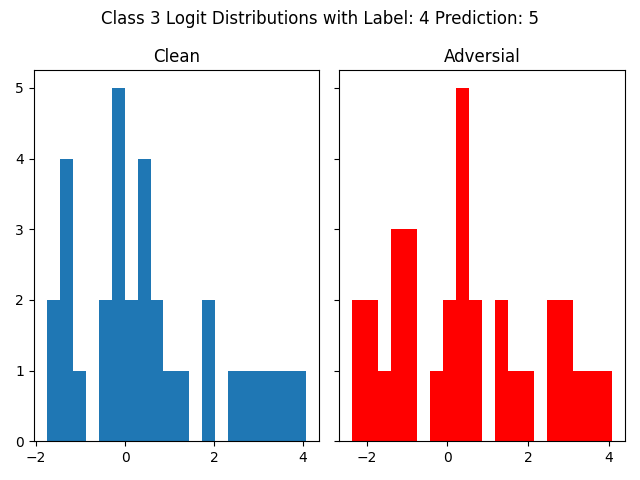 Class 3 Logit Distributions with Label: 4 Prediction: 5
Clean
Adversial
5
4
3
2
1
0
−2 0 2 4
−2 0 2 4